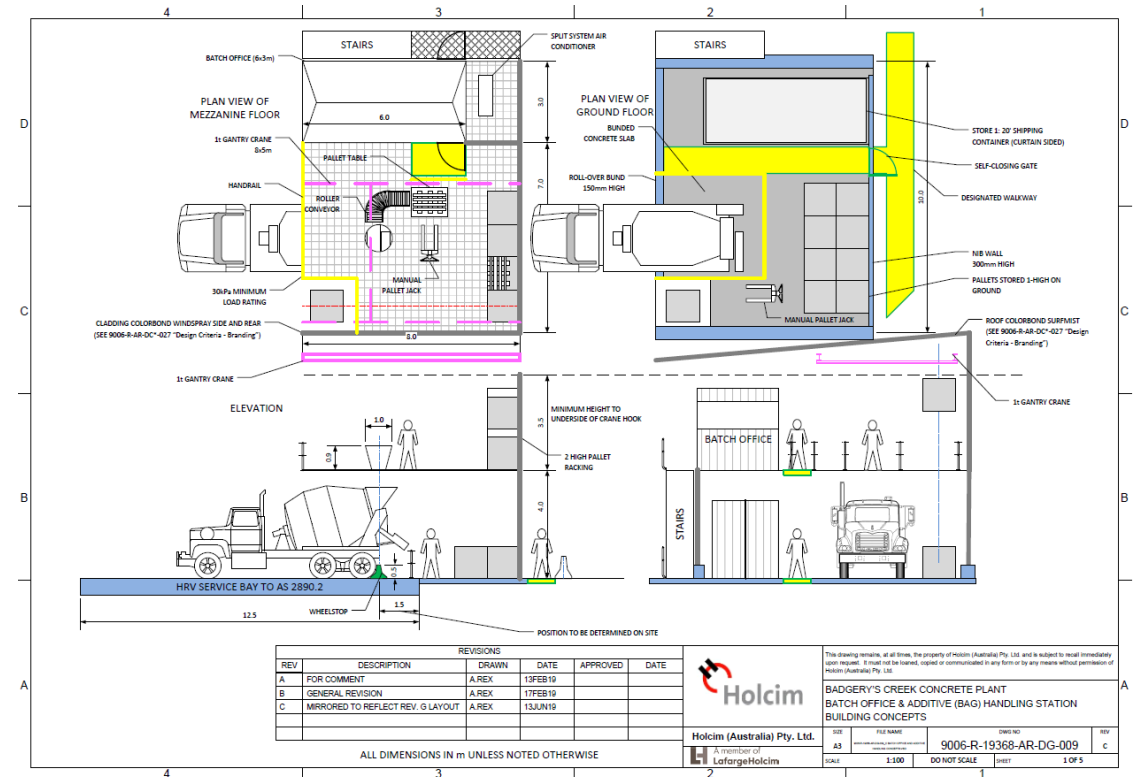 4
3
2
1
D
C
B
A
D
C
B
A
STAIRS
SPLIT SYSTEM AIR
CONDITIONER
BATCH OFFICE (6x3m)
PLAN VIEW OF
MEZZANINE FLOOR
6.0
3.0
1t GANTRY CRANE
8x5m
PALLET TABLE
HANDRAIL
ROLLER
CONVEYOR
7.0
MANUAL
PALLET JACK
30kPa MINIMUM
LOAD RATING
CLADDING COLORBOND WINDSPRAY SIDE AND REAR
(SEE 9006-R-AR-DC*-027 "Design Criteria - Branding")
8.0
1t GANTRY CRANE
STAIRS
PLAN VIEW OF
GROUND FLOOR
BUNDED
CONCRETE SLAB
ROLL-OVER BUND
150mm HIGH
STORE 1: 20' SHIPPING
CONTAINER (CURTAIN SIDED)
SELF-CLOSING GATE
DESIGNATED WALKWAY
10.0
NIB WALL
300mm HIGH
PALLETS STORED 1-HIGH ON
GROUND
MANUAL PALLET JACK
ROOF COLORBOND SURFMIST
(SEE 9006-R-AR-DC*-027 "Design
Criteria - Branding")
1t GANTRY CRANE
ELEVATION
1.0
0.9
MINIMUM HEIGHT TO
UNDERSIDE OF CRANE HOOK
3.5
2 HIGH PALLET
RACKING
4.0
0.5
HRV SERVICE BAY TO AS 2890.2
WHEELSTOP
1.5
12.5
POSITION TO BE DETERMINED ON SITE
BATCH OFFICE
STAIRS
REVISIONS
REV DESCRIPTION DRAWN DATE APPROVED DATE
A FOR COMMENT A.REX 13FEB19
B GENERAL REVISION A.REX 17FEB19
C MIRRORED TO REFLECT REV. G LAYOUT A.REX 13JUN19
ALL DIMENSIONS IN m UNLESS NOTED OTHERWISE
Holcim
Holcim (Australia) Pty. Ltd.
A member of
LafargeHolcim
This drawing remains, at all times, the property of Holcim (Australia) Pty. Ltd. and is subject to recall immediately
upon request. It must not be loaned, copied or communicated in any form or by any means without permission of
Holcim (Australia) Pty. Ltd.
BADGERY'S CREEK CONCRETE PLANT
BATCH OFFICE & ADDITIVE (BAG) HANDLING STATION
BUILDING CONCEPTS
SIZE FILE NAME DWG NO REV
A3 9006-R-19368-AR-DG-009 C
SCALE 1:100 DO NOT SCALE SHEET 1 OF 5
4
3
2
1